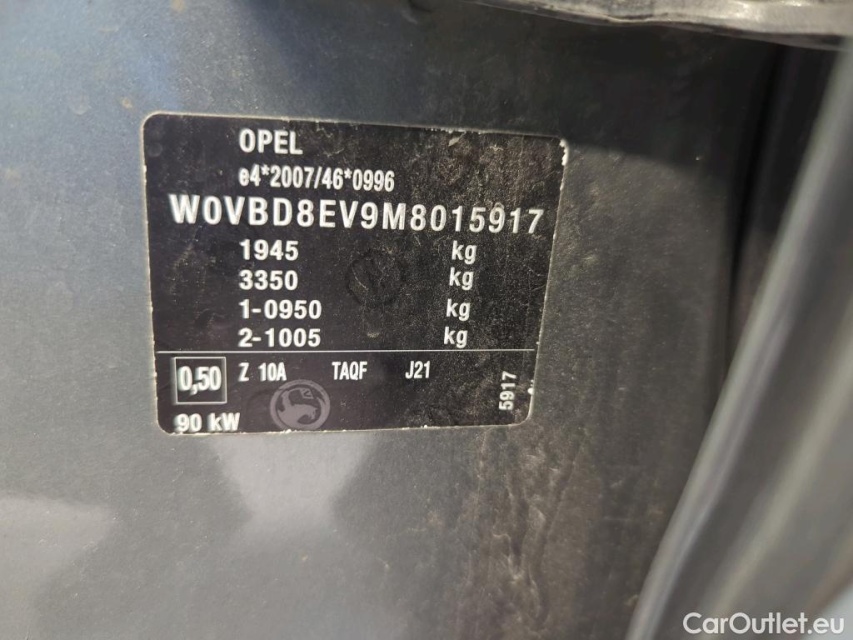 OPEL
e4*2007/46*0996
W0VBD8EV9M8015917
1945 kg
3350 kg
1-0950 kg
2-1005 kg
0,50 Z 10A TAQF J21
5917
90 kW
CarOutlet.eu